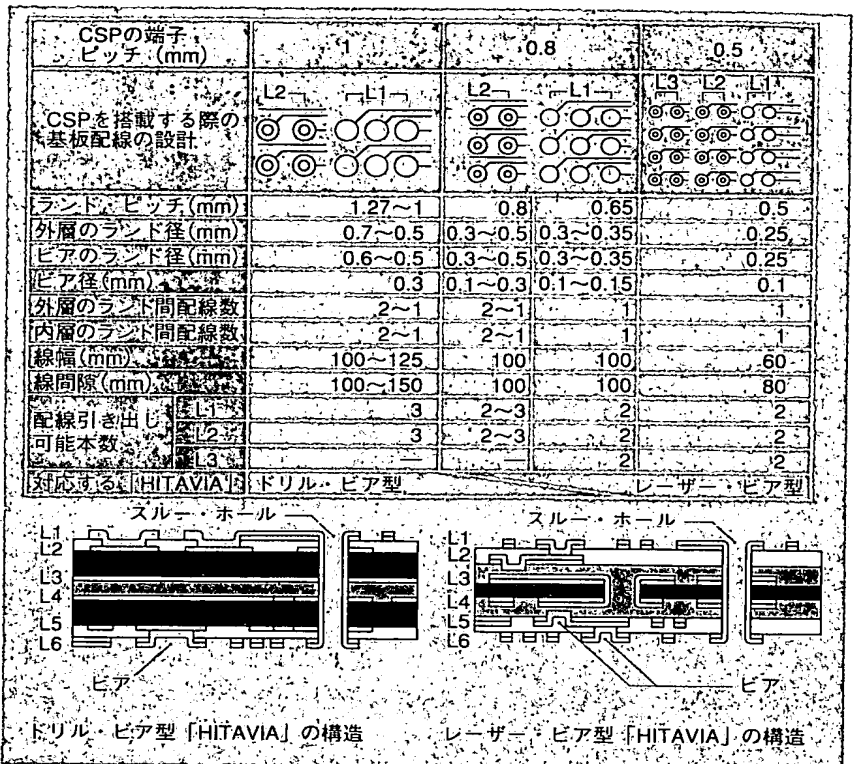 CSPの端子
ピッチ (mm)
1
0.8
0.5
CSPを搭載する際の
基板配線の設計
L2
L1
L2
L1
L3 L2 L1
ランド ピッチ(mm) 1.27〜1 0.8 0.65 0.5
外層のランド径(mm) 0.7〜0.5 0.3〜0.5 0.3〜0.35 0.25
ビアのランド径(mm) 0.6〜0.5 0.3〜0.5 0.3〜0.35 0.25
ビア径(mm) 0.3 0.1〜0.3 0.1〜0.15 0.1
外層のランド間配線数 2〜1 2〜1 1 1
内層のランド間配線数 2〜1 2〜1 1 1
線幅(mm) 100〜125 100 100 60
線間隙(mm) 100〜150 100 100 80
配線引き出し
可能本数
L1 3 2〜3 2 2
L2 3 2〜3 2 2
L3 — — 2 2
対応する「HITAVIA」 ドリル・ビア型 レーザー・ビア型
スルー・ホール
スルー・ホール
L1
L2
L3
L4
L5
L6
L1
L2
L3
L4
L5
L6
ビア
ビア
ドリル・ビア型「HITAVIA」の構造
レーザー・ビア型「HITAVIA」の構造